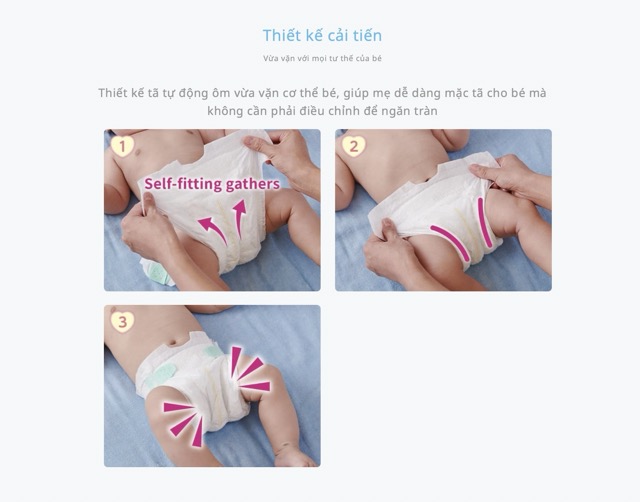 Thiết kế cải tiến
Vừa vặn với mọi tư thế của bé
Thiết kế tã tự động ôm vừa vặn cơ thể bé, giúp mẹ dễ dàng mặc tã cho bé mà
không cần phải điều chỉnh để ngăn tràn
1
Self-fitting gathers
2
3